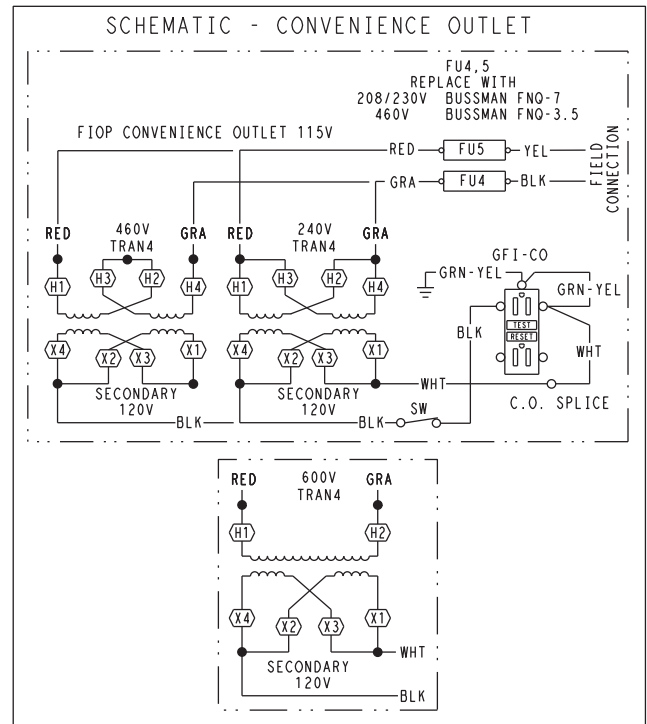 SCHEMATIC - CONVENIENCE OUTLET
FU4,5
REPLACE WITH
208/230V BUSSMAN FNQ-7
460V BUSSMAN FNQ-3.5
FIOP CONVENIENCE OUTLET 115V
RED FU5 YEL
GRA FU4 BLK
FIELD
CONNECTION
RED 460V GRA RED 240V GRA
TRAN4 TRAN4
H1 H3 H2 H4 H1 H3 H2 H4
GFI-CO
GRN-YEL
GRN-YEL
TEST
RESET
BLK
WHT
X4 X2 X3 X1 X4 X2 X3 X1
WHT
SECONDARY SECONDARY
120V 120V
C.O. SPLICE
BLK BLK SW
RED 600V GRA
TRAN4
H1 H2
X4 X2 X3 X1
WHT
SECONDARY
120V
BLK